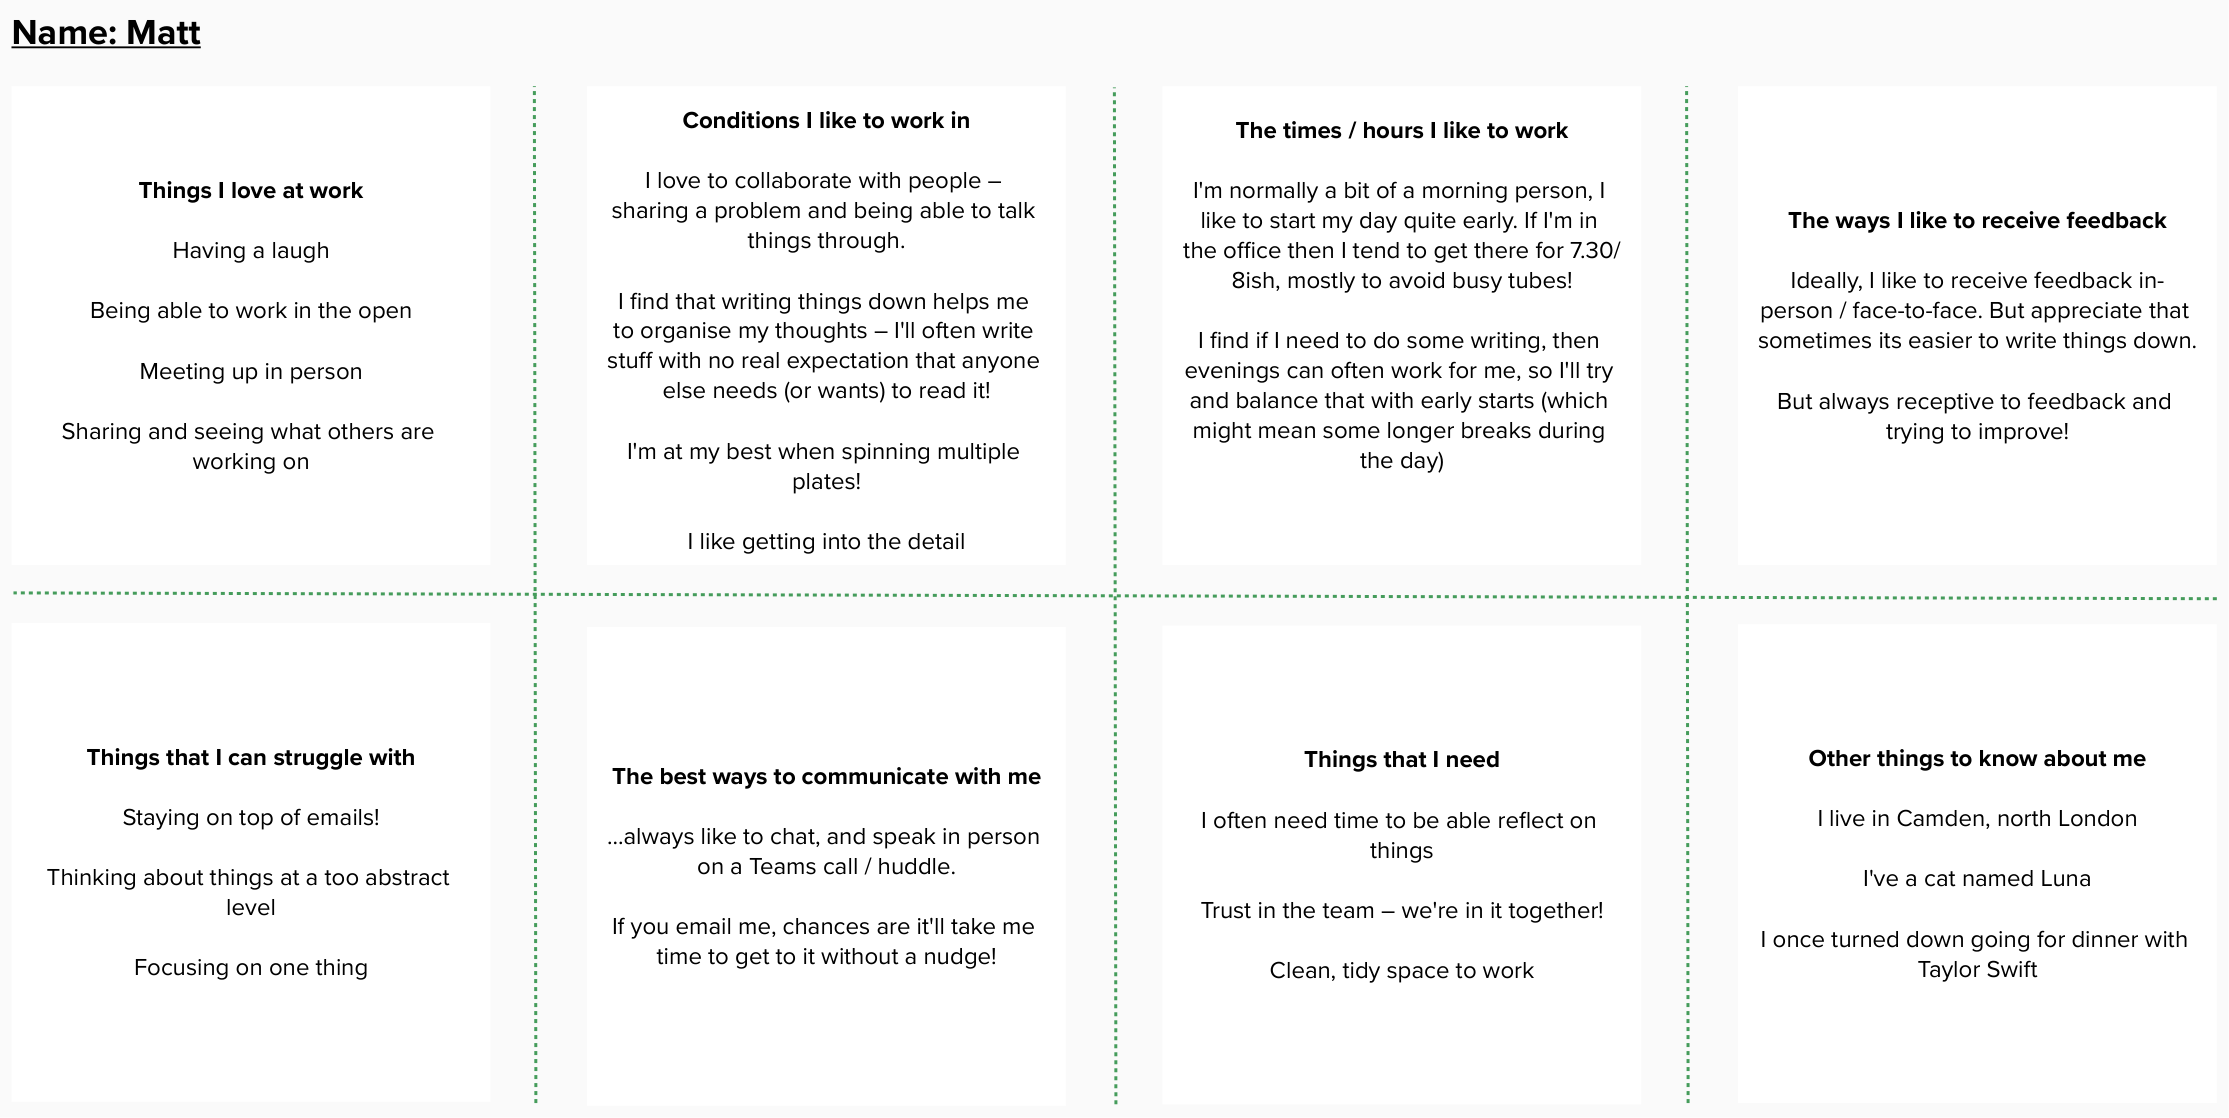 Name: Matt
Things I love at work
Having a laugh
Being able to work in the open
Meeting up in person
Sharing and seeing what others are
working on
Conditions I like to work in
I love to collaborate with people –
sharing a problem and being able to talk
things through.
I find that writing things down helps me
to organise my thoughts – I'll often write
stuff with no real expectation that anyone
else needs (or wants) to read it!
I'm at my best when spinning multiple
plates!
I like getting into the detail
The times / hours I like to work
I'm normally a bit of a morning person, I
like to start my day quite early. If I'm in
the office then I tend to get there for 7.30/
8ish, mostly to avoid busy tubes!
I find if I need to do some writing, then
evenings can often work for me, so I'll try
and balance that with early starts (which
might mean some longer breaks during
the day)
The ways I like to receive feedback
Ideally, I like to receive feedback in-
person / face-to-face. But appreciate that
sometimes its easier to write things down.
But always receptive to feedback and
trying to improve!
Things that I can struggle with
Staying on top of emails!
Thinking about things at a too abstract
level
Focusing on one thing
The best ways to communicate with me
...always like to chat, and speak in person
on a Teams call / huddle.
If you email me, chances are it'll take me
time to get to it without a nudge!
Things that I need
I often need time to be able reflect on
things
Trust in the team – we're in it together!
Clean, tidy space to work
Other things to know about me
I live in Camden, north London
I've a cat named Luna
I once turned down going for dinner with
Taylor Swift